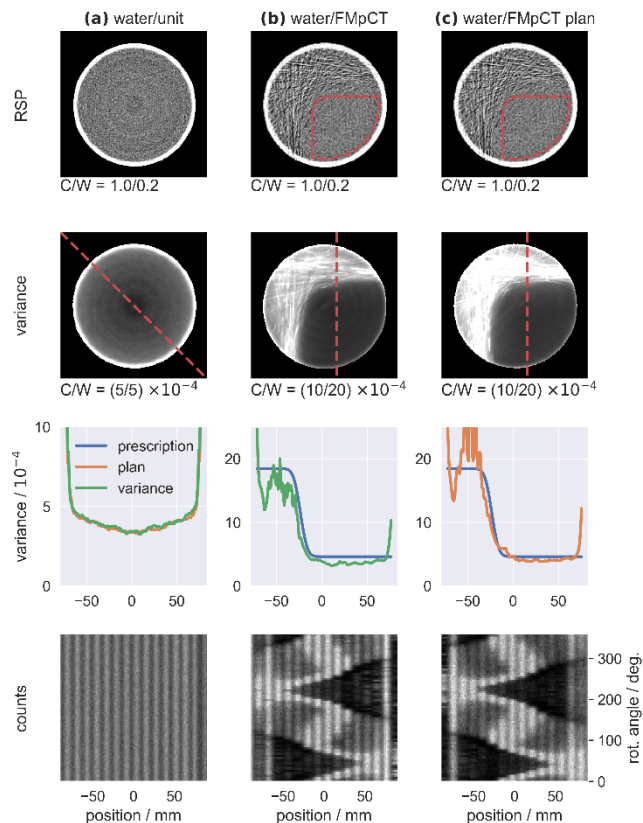 (a) water/unit
(b) water/FMpCT
(c) water/FMpCT plan
RSP
C/W = 1.0/0.2
C/W = 1.0/0.2
C/W = 1.0/0.2
variance
C/W = (5/5) ×10⁻⁴
C/W = (10/20) ×10⁻⁴
C/W = (10/20) ×10⁻⁴
variance / 10⁻⁴
10
5
0
prescription
plan
variance
−50 0 50
20
10
0
−50 0 50
20
10
0
−50 0 50
counts
−50 0 50
position / mm
−50 0 50
position / mm
−50 0 50
position / mm
300
200
100
0
rot. angle / deg.